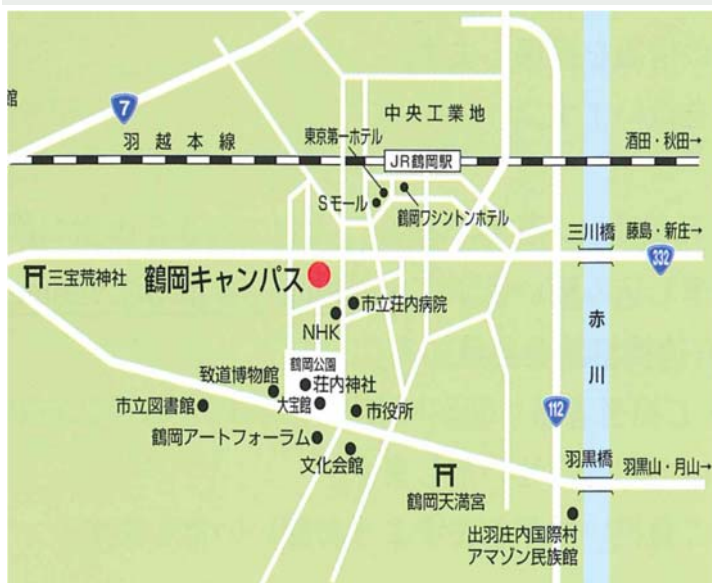 館
7
中央工業地
羽越本線
東京第一ホテル
酒田・秋田→
JR鶴岡駅
Sモール
鶴岡ワシントンホテル
三川橋
藤島・新庄→
332
三宝荒神社
鶴岡キャンパス
市立荘内病院
NHK
赤川
鶴岡公園
致道博物館
荘内神社
大宝館
市立図書館
市役所
112
鶴岡アートフォーラム
文化会館
羽黒橋
羽黒山・月山→
鶴岡天満宮
出羽庄内国際村
アマゾン民族館